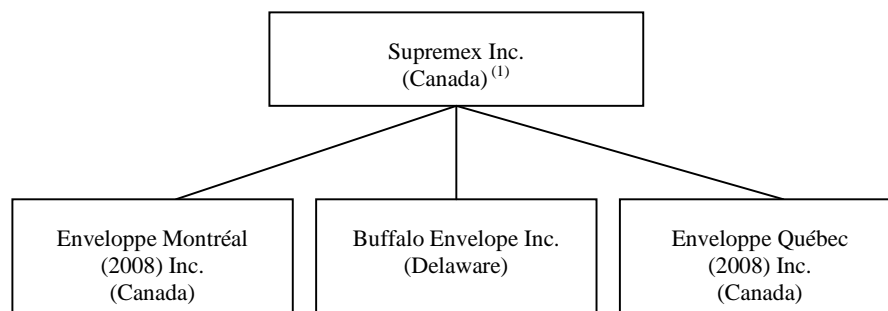 Supremex Inc.
(Canada) (1)
Enveloppe Montréal
(2008) Inc.
(Canada)
Buffalo Envelope Inc.
(Delaware)
Enveloppe Québec
(2008) Inc.
(Canada)